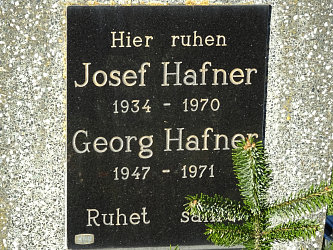 Hier ruhen
Josef Hafner
1934 - 1970
Georg Hafner
1947 - 1971
Ruhet